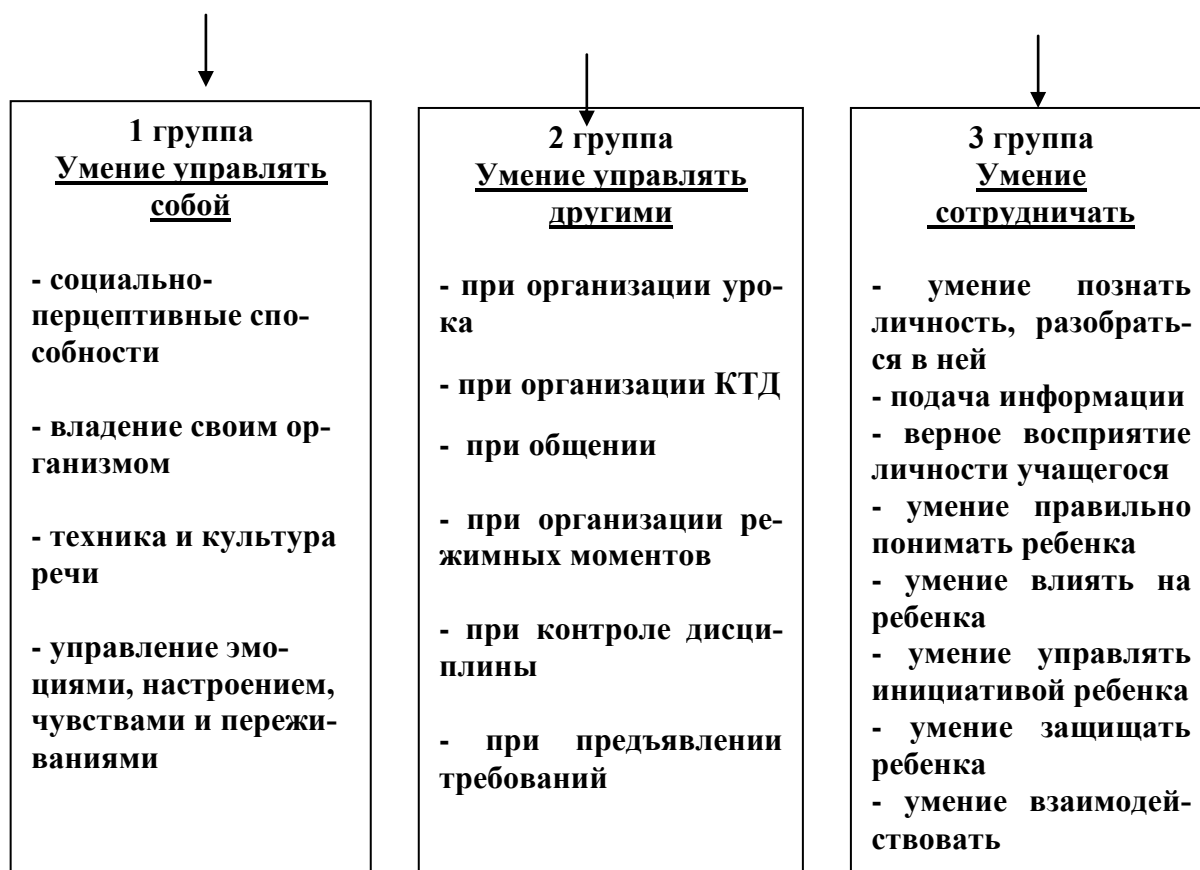 1 группа
Умение управлять
собой
- социально-
перцептивные спо-
собности
- владение своим ор-
ганизмом
- техника и культура
речи
- управление эмо-
циями, настроением,
чувствами и пережи-
ваниями
2 группа
Умение управлять
другими
- при организации уро-
ка
- при организации КТД
- при общении
- при организации ре-
жимных моментов
- при контроле дисци-
плины
- при предъявлении
требований
3 группа
Умение
сотрудничать
- умение познать
личность, разобрать-
ся в ней
- подача информации
- верное восприятие
личности учащегося
- умение правильно
понимать ребенка
- умение влиять на
ребенка
- умение управлять
инициативой ребенка
- умение защищать
ребенка
- умение взаимодей-
ствовать